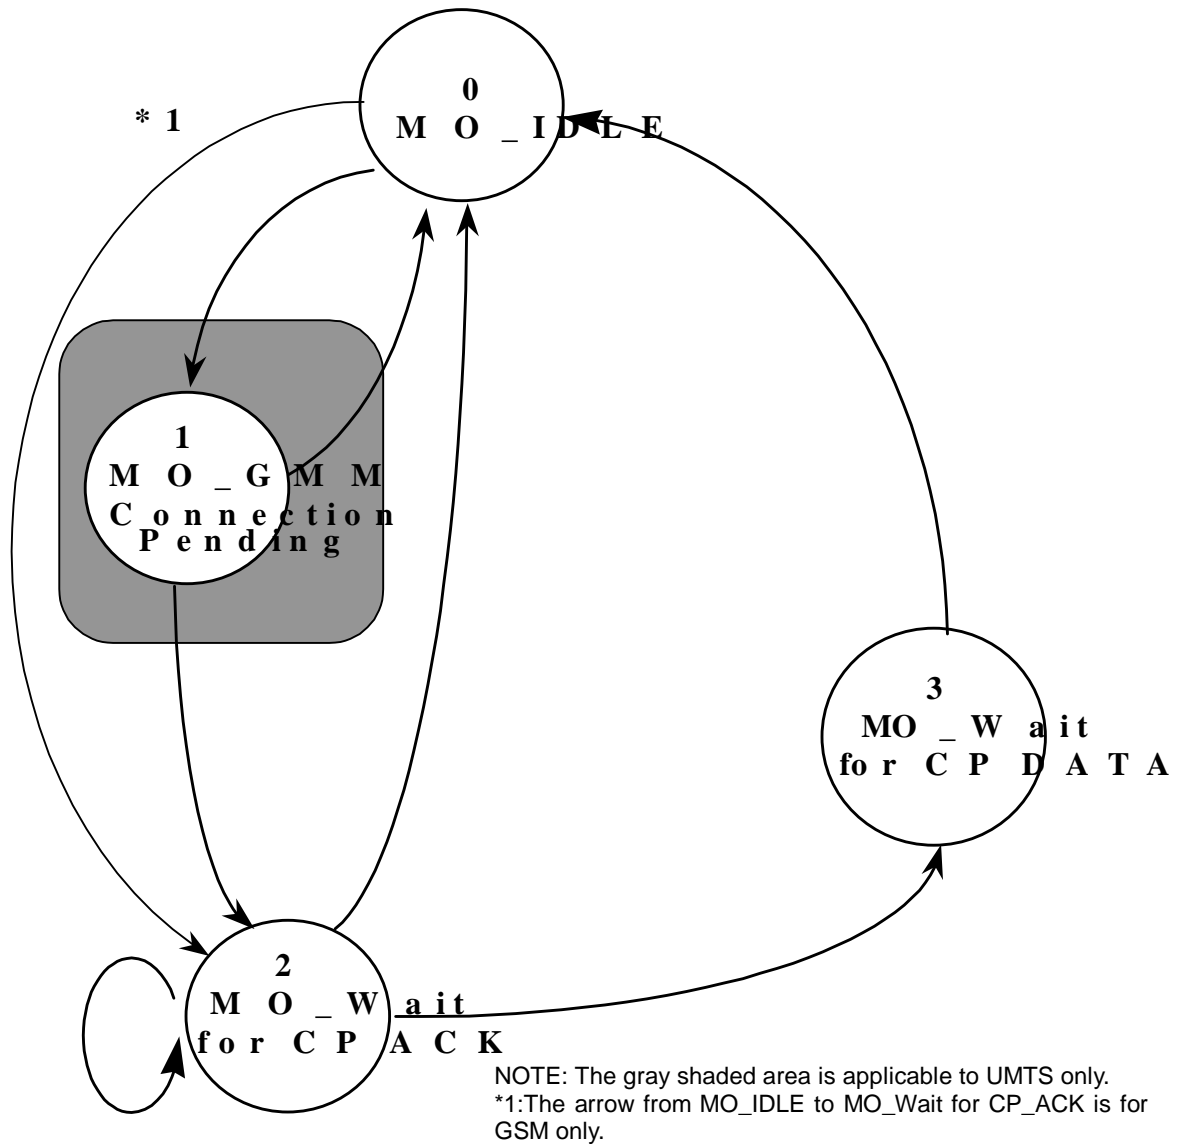 0
MO_IDLE
*1
1
MO_GMM
Connection
Pending
3
MO_Wait
for CP DATA
2
MO_Wait
for CP ACK
NOTE: The gray shaded area is applicable to UMTS only.
*1:The arrow from MO_IDLE to MO_Wait for CP_ACK is for
GSM only.